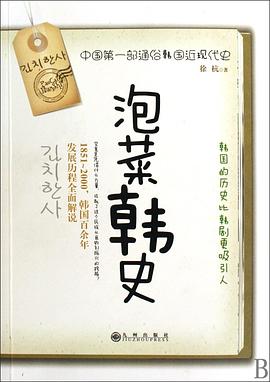 김치한사
中国第一部通俗韩国近现代史
徐杭 著
泡菜韩史
韩国的历史比韩剧更吸引人
1851~2000，韩国百余年
发展历程全面解说
김치한사
九州出版社
JIUZHOUPRESS
B